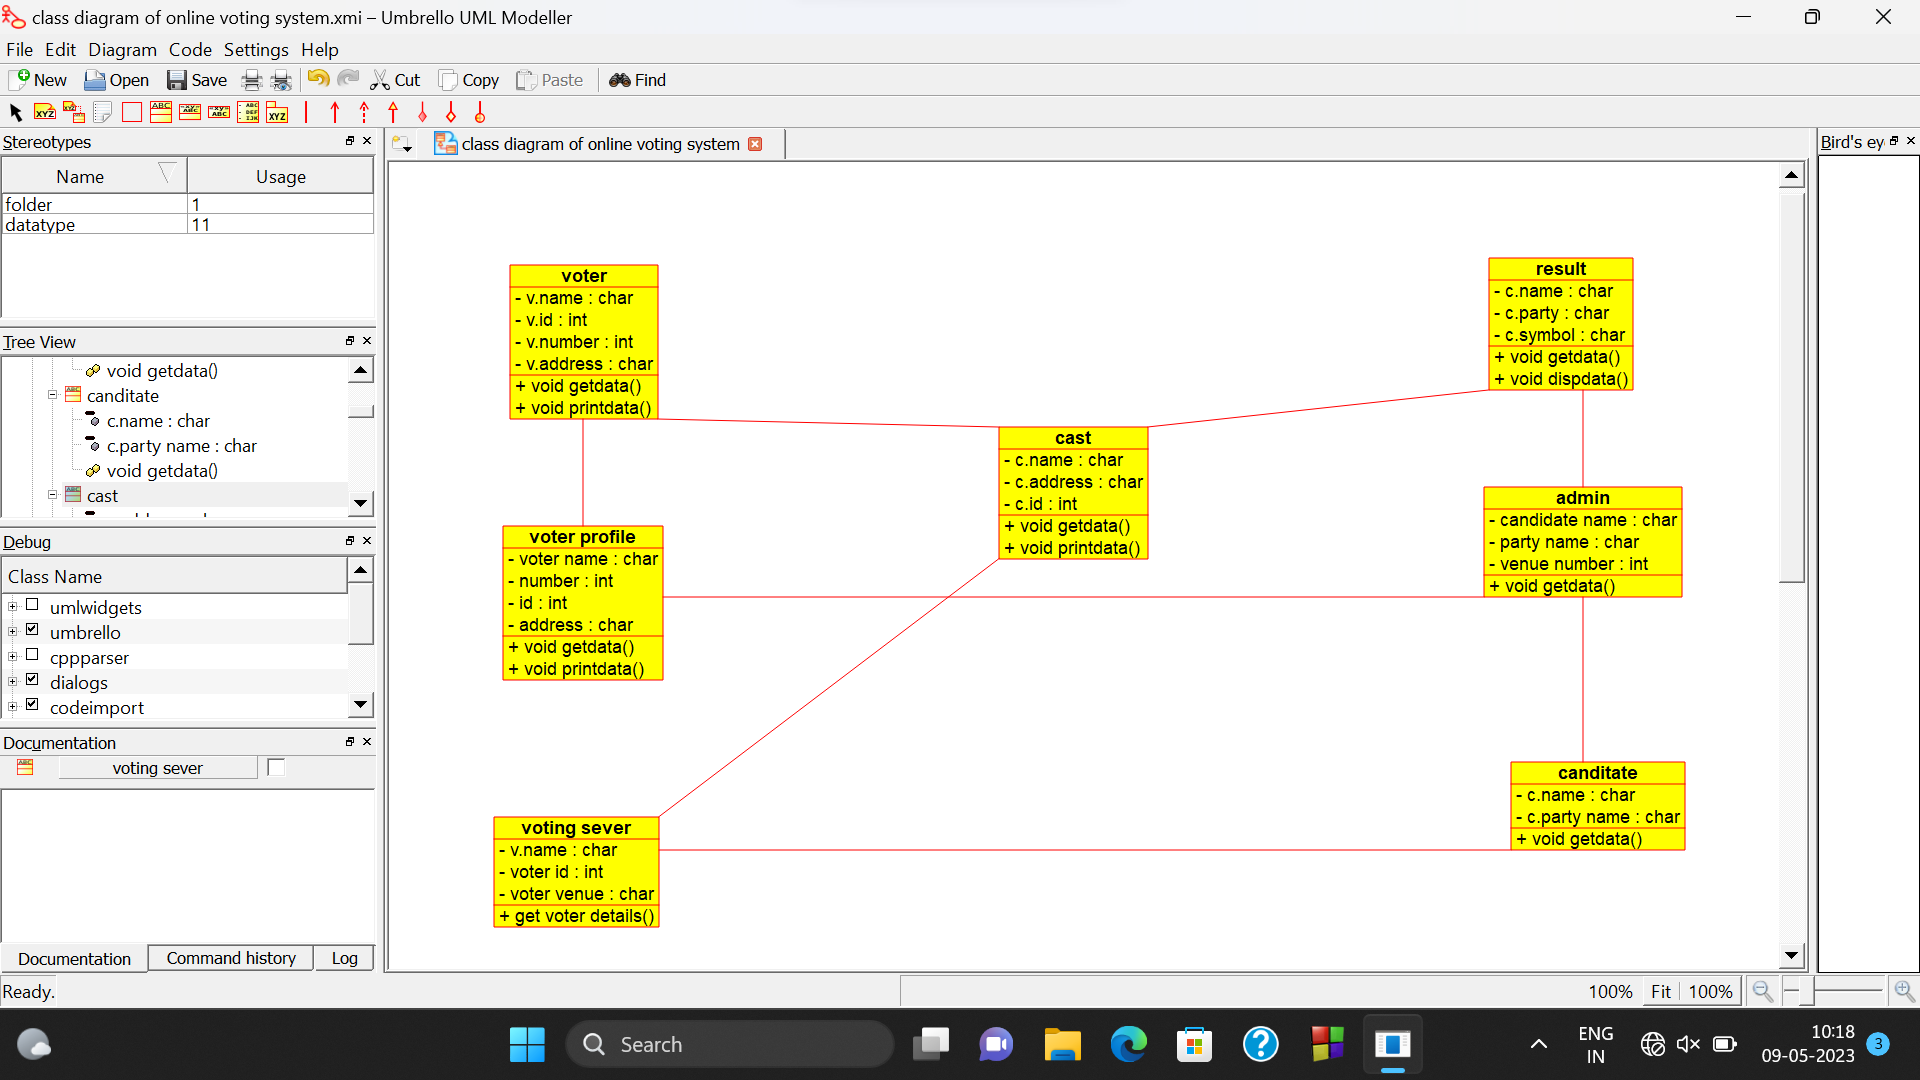 class diagram of online voting system.xmi – Umbrello UML Modeller
File Edit Diagram Code Settings Help
New Open Save Cut Copy Paste Find
Stereotypes
Name Usage
folder 1
datatype 11
Tree View
void getdata()
canditate
c.name : char
c.party name : char
void getdata()
cast
Debug
Class Name
umlwidgets
umbrello
cppparser
dialogs
codeimport
Documentation
voting sever
Documentation Command history Log
Ready.
class diagram of online voting system
Bird's ey
voter
- v.name : char
- v.id : int
- v.number : int
- v.address : char
+ void getdata()
+ void printdata()
result
- c.name : char
- c.party : char
- c.symbol : char
+ void getdata()
+ void dispdata()
cast
- c.name : char
- c.address : char
- c.id : int
+ void getdata()
+ void printdata()
voter profile
- voter name : char
- number : int
- id : int
- address : char
+ void getdata()
+ void printdata()
admin
- candidate name : char
- party name : char
- venue number : int
+ void getdata()
voting sever
- v.name : char
- voter id : int
- voter venue : char
+ get voter details()
canditate
- c.name : char
- c.party name : char
+ void getdata()
100% Fit 100%
Search
ENG
IN
10:18
09-05-2023
3